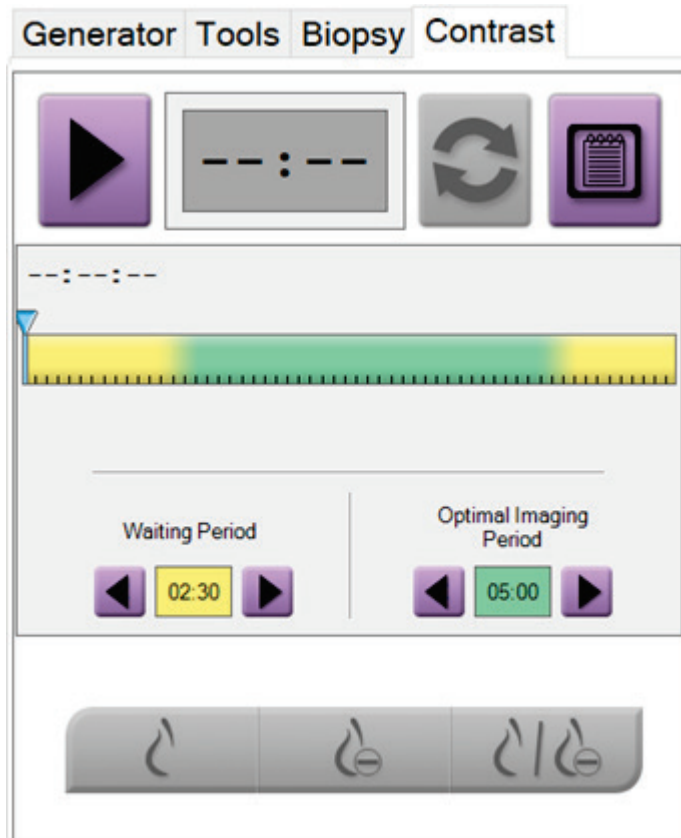 Generator Tools Biopsy Contrast
--:--
--:--:--
Waiting Period
Optimal Imaging
Period
02:30
05:00